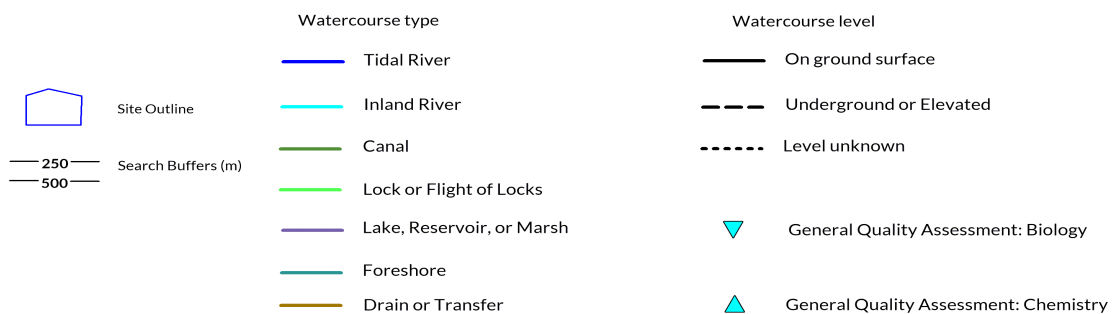 Watercourse type
Watercourse level
Tidal River
On ground surface
Site Outline
Inland River
Underground or Elevated
Canal
Level unknown
250
500
Search Buffers (m)
Lock or Flight of Locks
Lake, Reservoir, or Marsh
General Quality Assessment: Biology
Foreshore
Drain or Transfer
General Quality Assessment: Chemistry